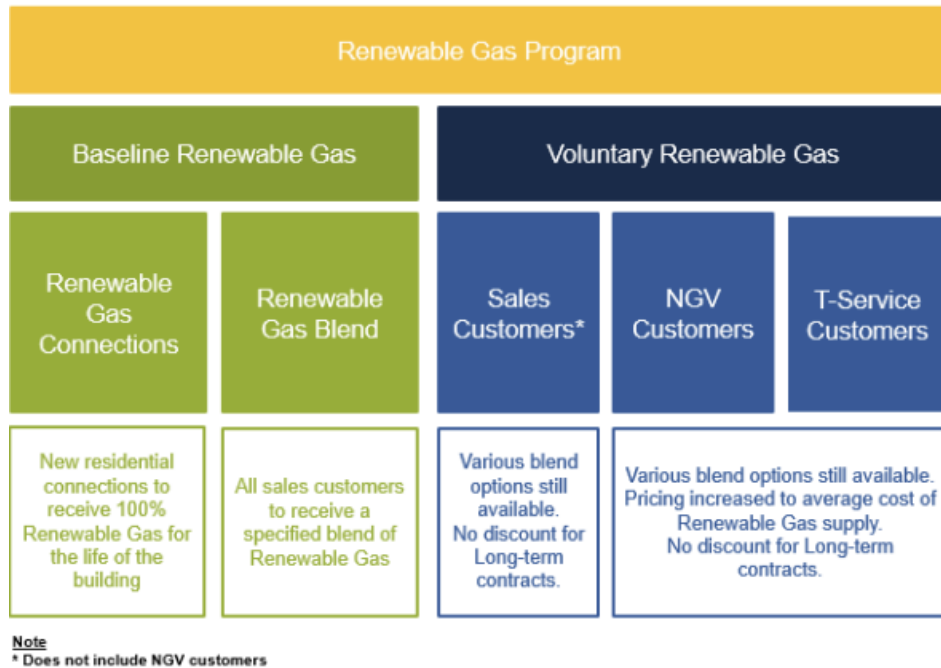 Renewable Gas Program
Baseline Renewable Gas
Voluntary Renewable Gas
Renewable
Gas
Connections
Renewable
Gas Blend
Sales
Customers*
NGV
Customers
T-Service
Customers
New residential
connections to
receive 100%
Renewable Gas for
the life of the
building
All sales customers
to receive a
specified blend of
Renewable Gas
Various blend
options still
available.
No discount for
Long-term
contracts.
Various blend options still available.
Pricing increased to average cost of
Renewable Gas supply.
No discount for Long-term
contracts.
Note
* Does not include NGV customers